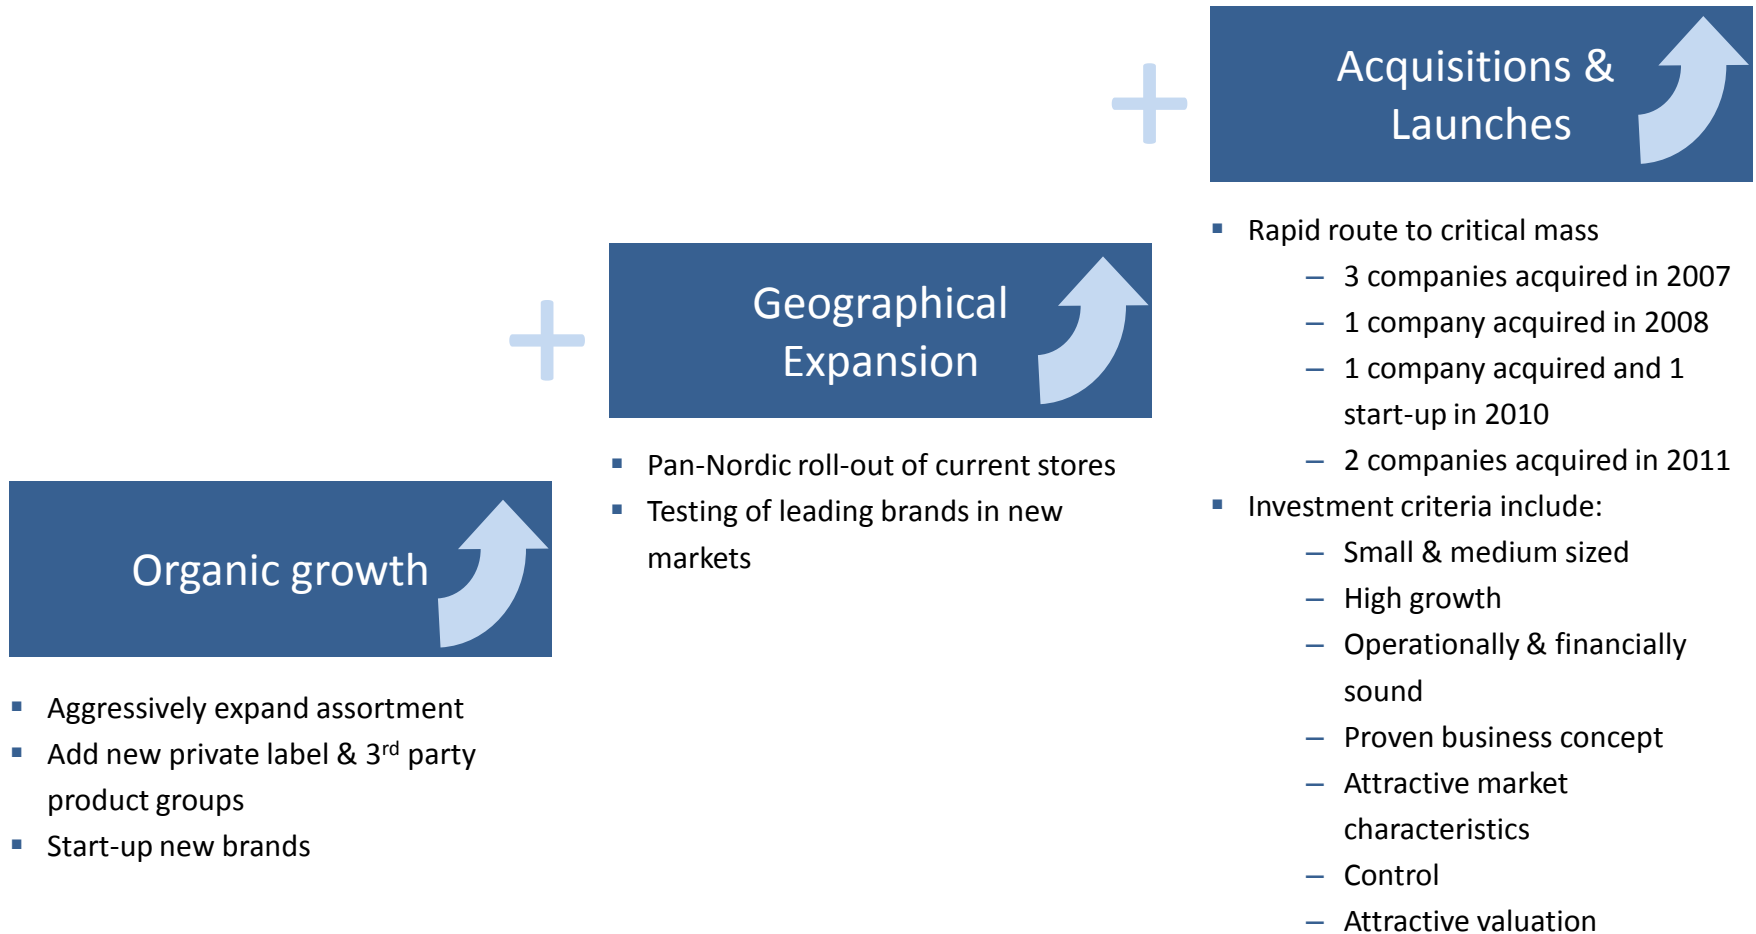 Organic growth
▪ Aggressively expand assortment
▪ Add new private label & 3rd party
product groups
▪ Start-up new brands
+
Geographical
Expansion
▪ Pan-Nordic roll-out of current stores
▪ Testing of leading brands in new
markets
+
Acquisitions &
Launches
▪ Rapid route to critical mass
– 3 companies acquired in 2007
– 1 company acquired in 2008
– 1 company acquired and 1
start-up in 2010
– 2 companies acquired in 2011
▪ Investment criteria include:
– Small & medium sized
– High growth
– Operationally & financially
sound
– Proven business concept
– Attractive market
characteristics
– Control
– Attractive valuation